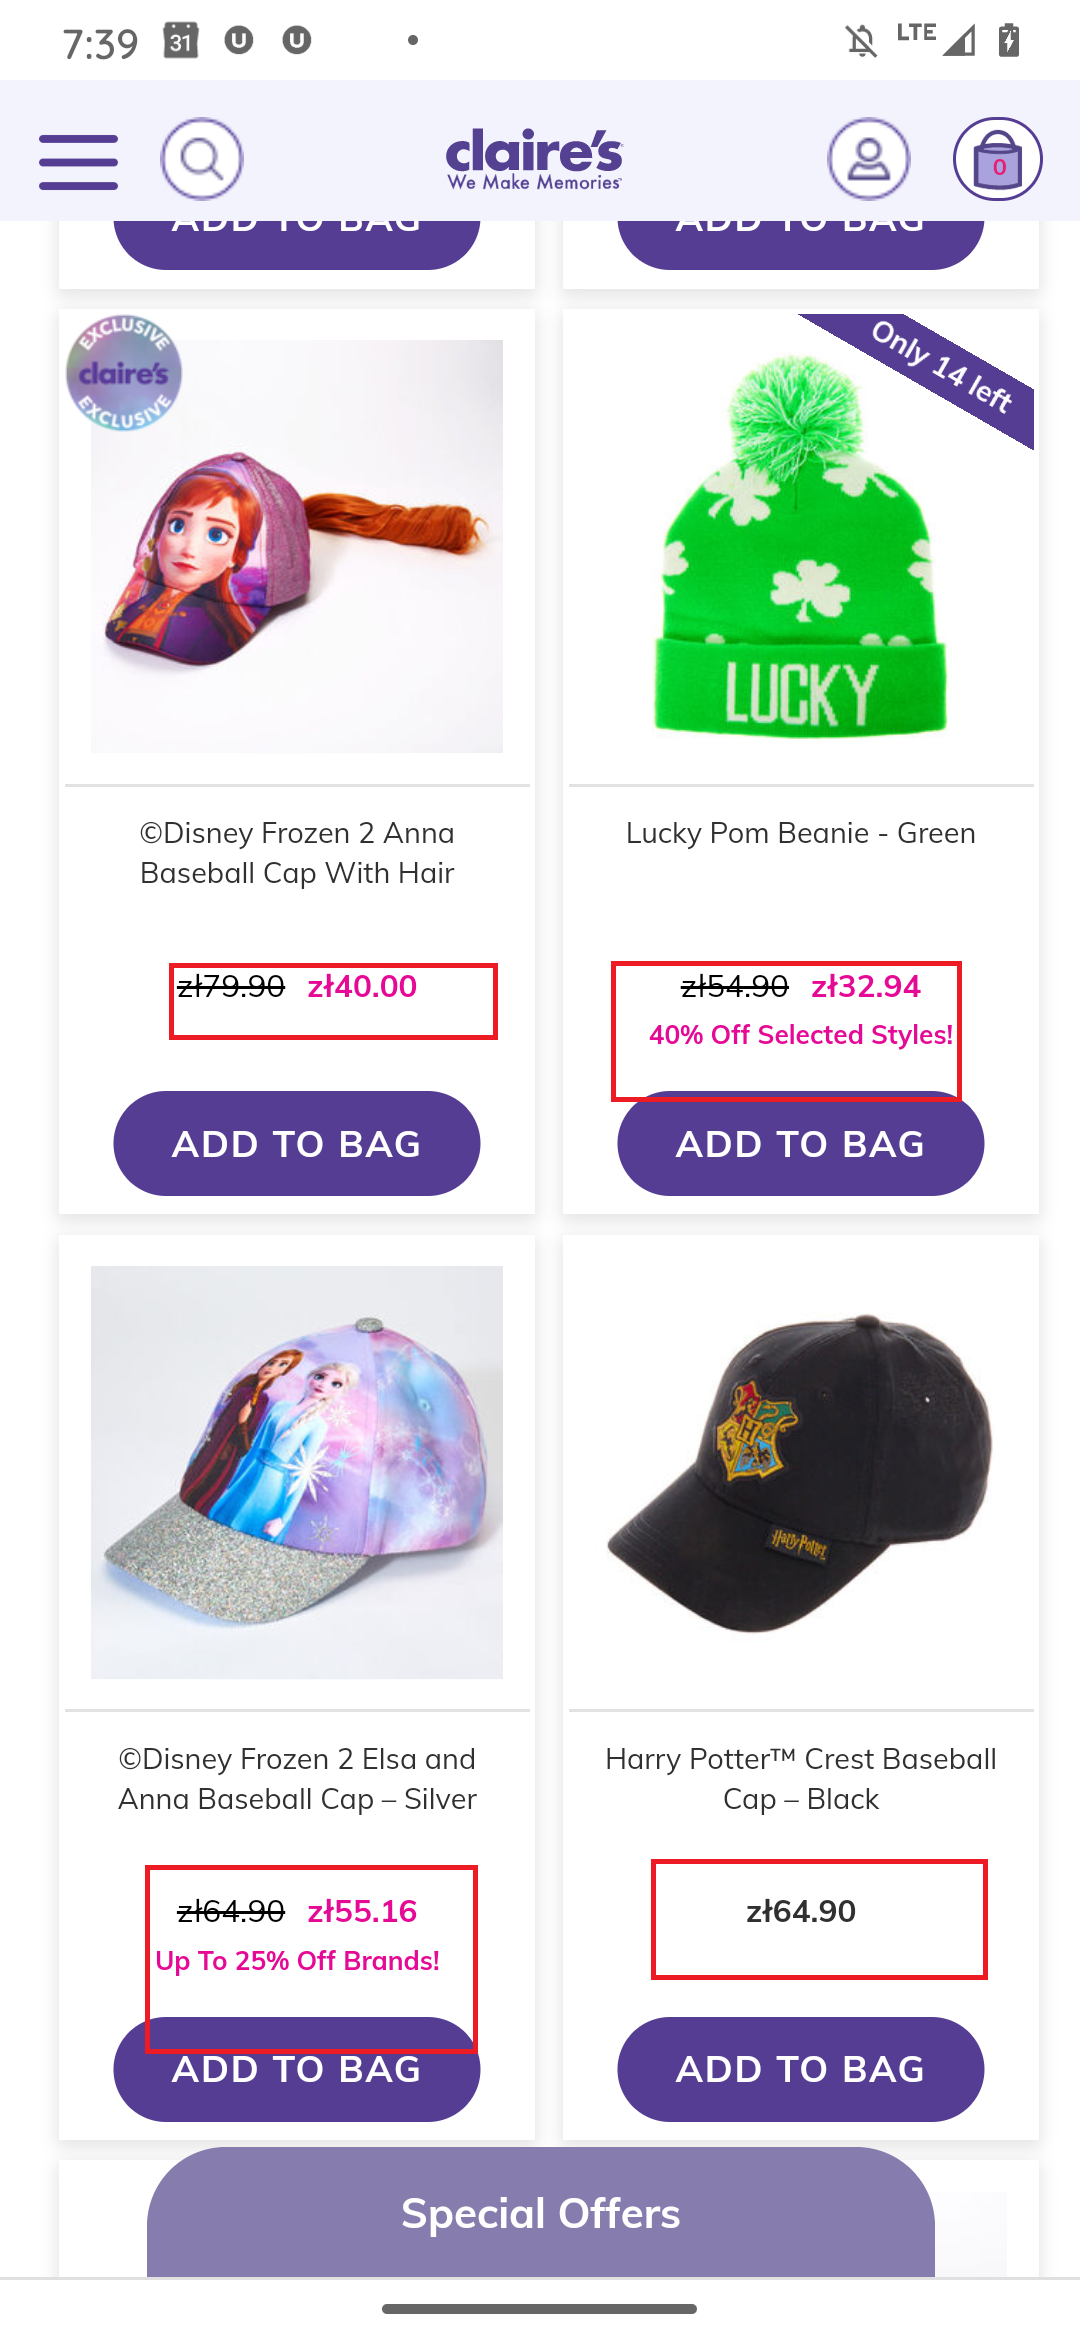 7:39
31
LTE
claire's
We Make Memories
0
ADD TO BAG
ADD TO BAG
EXCLUSIVE
claire's
EXCLUSIVE
Only 14 left
LUCKY
©Disney Frozen 2 Anna
Baseball Cap With Hair
Lucky Pom Beanie - Green
zł79.90 zł40.00
zł54.90 zł32.94
40% Off Selected Styles!
ADD TO BAG
ADD TO BAG
H
Harry Potter
©Disney Frozen 2 Elsa and
Anna Baseball Cap – Silver
Harry Potter™ Crest Baseball
Cap – Black
zł64.90 zł55.16
Up To 25% Off Brands!
zł64.90
ADD TO BAG
ADD TO BAG
Special Offers